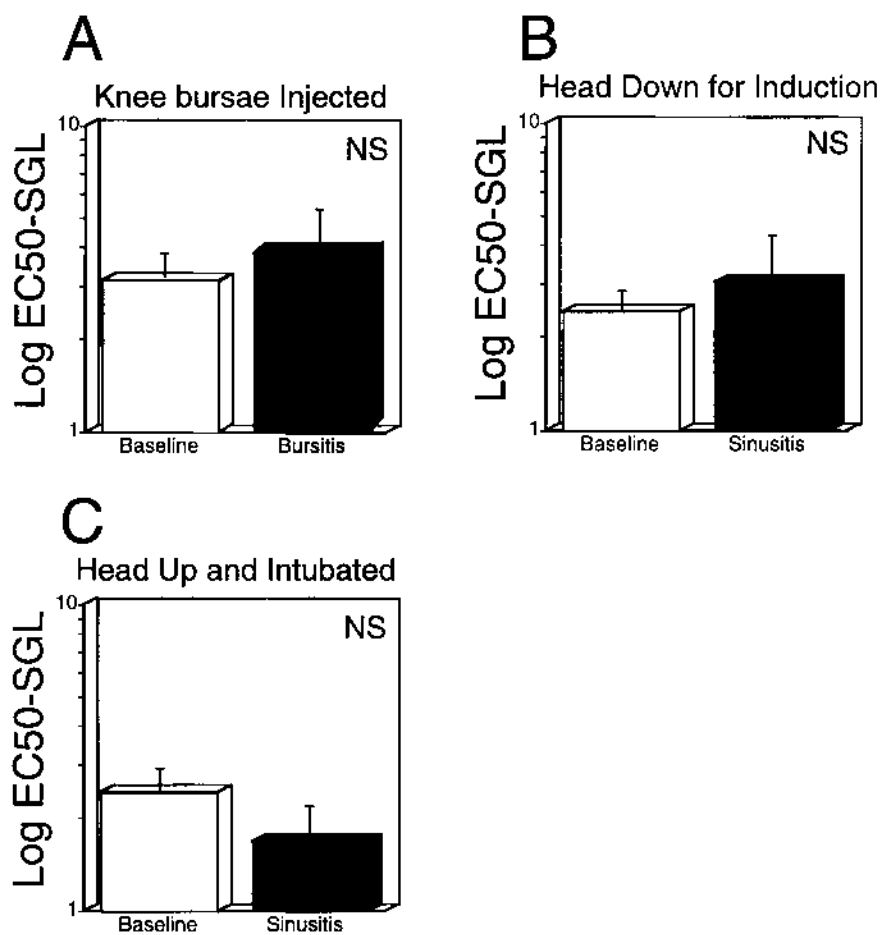 A
Knee bursae Injected
Log EC50-SGL
10
NS
1
Baseline Bursitis
B
Head Down for Induction
Log EC50-SGL
10
NS
1
Baseline Sinusitis
C
Head Up and Intubated
Log EC50-SGL
10
NS
1
Baseline Sinusitis